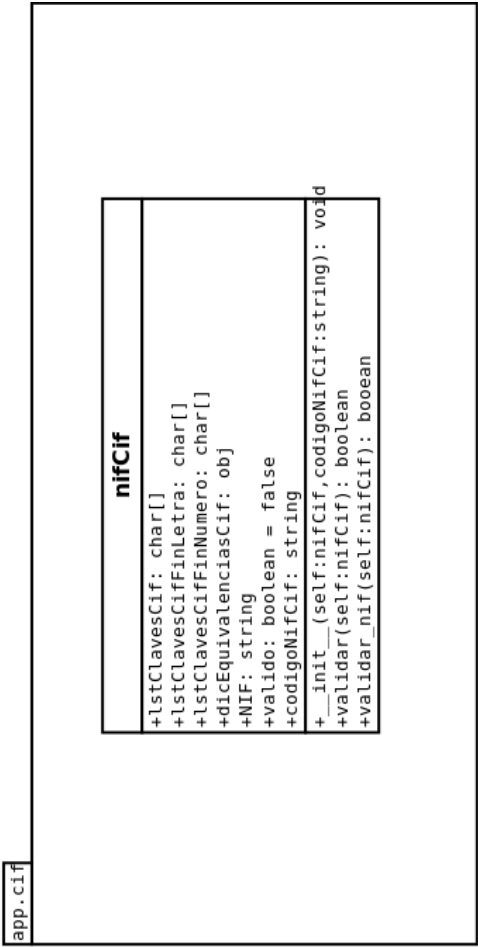 app.cif
nifCif
+lstClavesCif: char[]
+lstClavesCifFinLetra: char[]
+lstClavesCifFinNumero: char[]
+dicEquivalenciasCif: obj
+NIF: string
+valido: boolean = false
+codigoNifCif: string
+__init__(self:nifCif,codigoNifCif:string): void
+validar(self:nifCif): boolean
+validar_nif(self:nifCif): booean